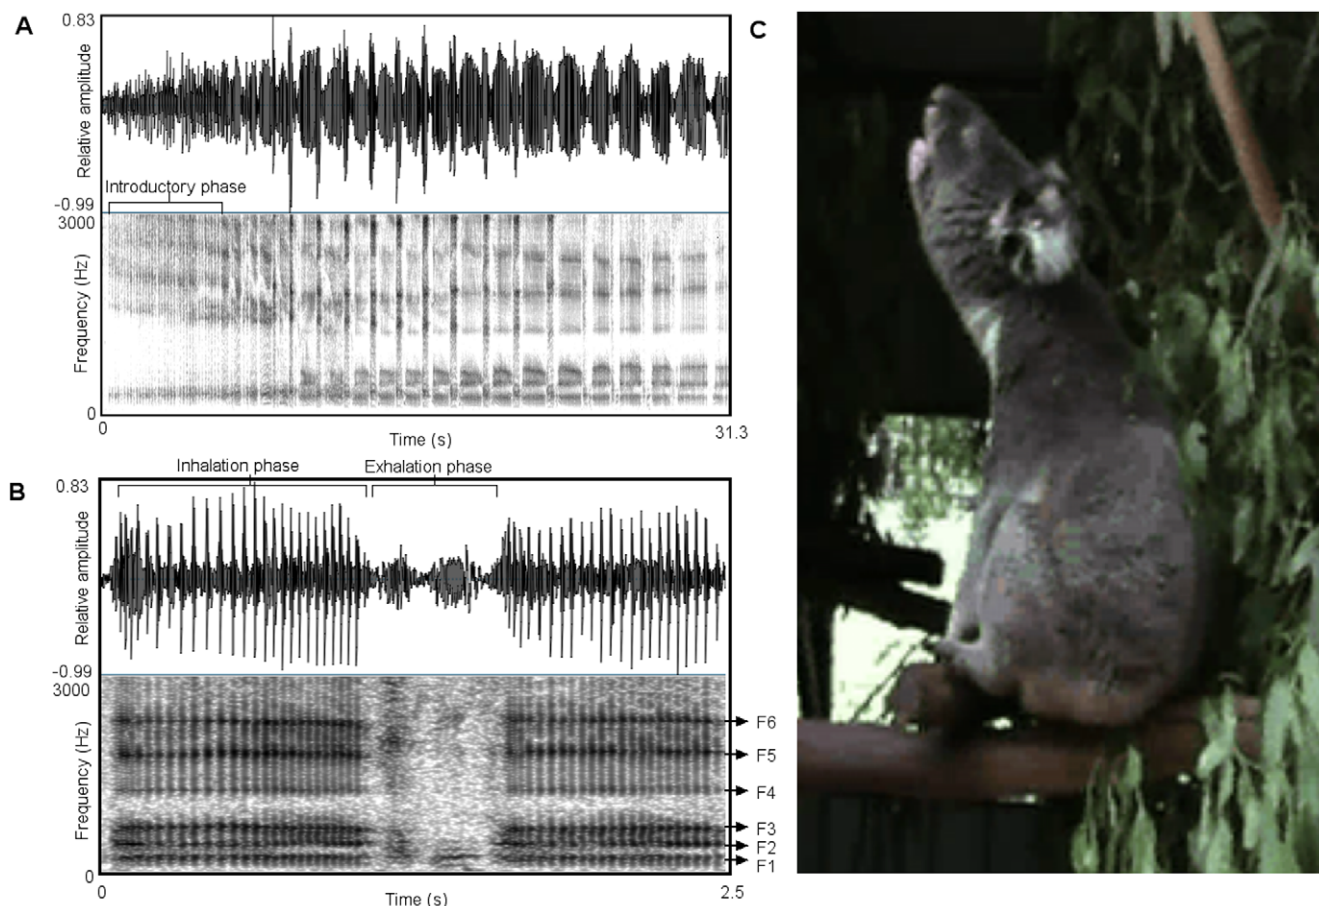 A
0.83
Relative amplitude
-0.99
Introductory phase
3000
Frequency (Hz)
0
0
Time (s)
31.3
B
Inhalation phase
Exhalation phase
0.83
Relative amplitude
-0.99
3000
Frequency (Hz)
0
F6
F5
F4
F3
F2
F1
0
Time (s)
2.5
C